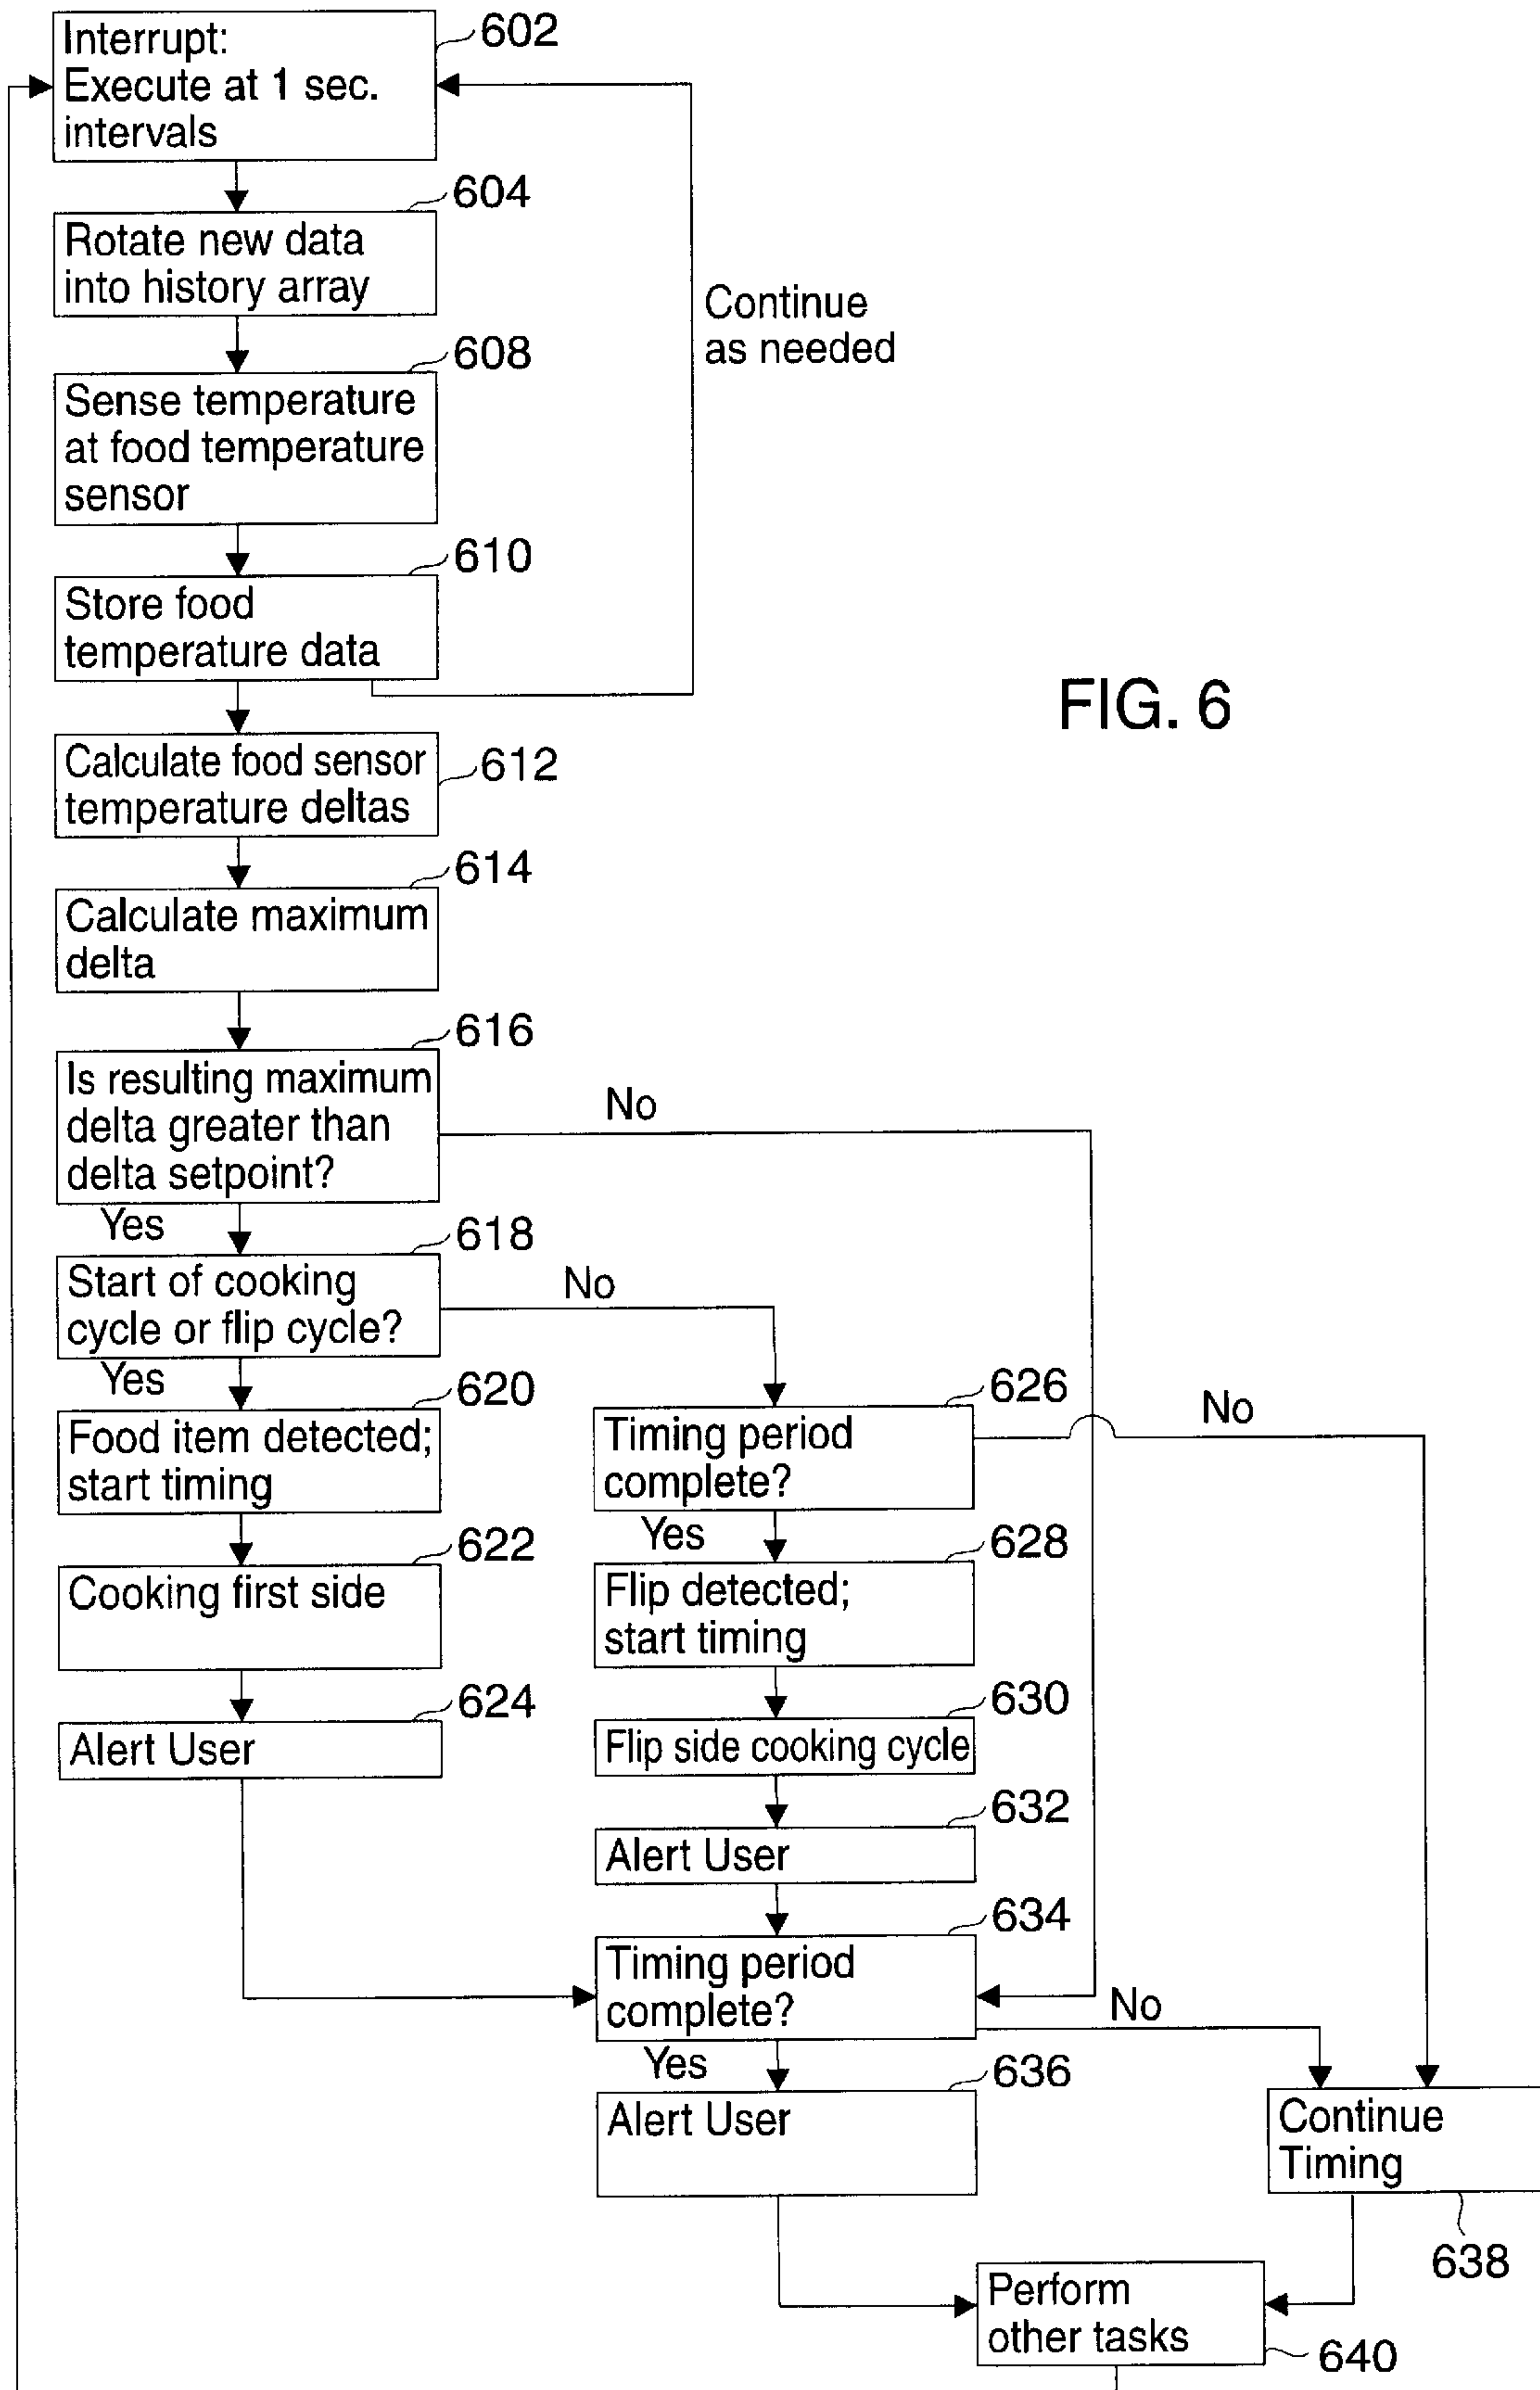 Interrupt:
Execute at 1 sec.
intervals
602
604
Rotate new data
into history array
Continue
as needed
608
Sense temperature
at food temperature
sensor
610
Store food
temperature data
FIG. 6
Calculate food sensor
temperature deltas
612
614
Calculate maximum
delta
616
Is resulting maximum
delta greater than
delta setpoint?
No
Yes
618
Start of cooking
cycle or flip cycle?
No
Yes
620
Food item detected;
start timing
626
Timing period
complete?
No
Yes
622
Cooking first side
628
Flip detected;
start timing
624
Alert User
630
Flip side cooking cycle
632
Alert User
634
Timing period
complete?
No
Yes
636
Alert User
Continue
Timing
638
Perform
other tasks
640